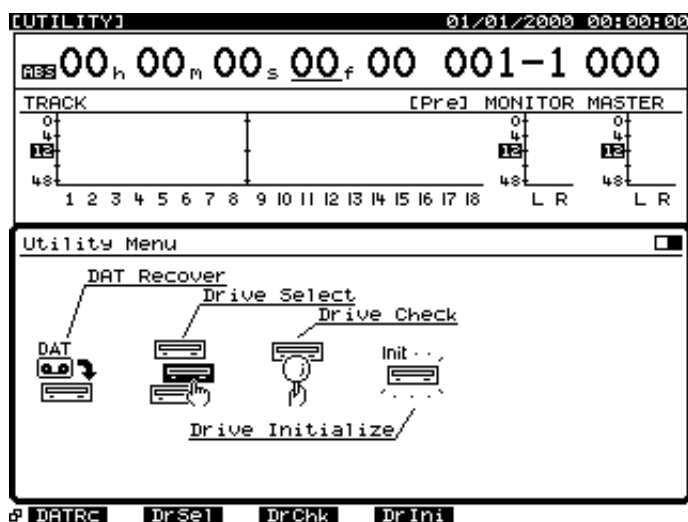 [UTILITY] 01/01/2000 00:00:00
ABS 00h 00m 00s 00f 00 001-1 000
TRACK [Pre] MONITOR MASTER
0 0 0
4 4 4
12 12 12
48 48 48
1 2 3 4 5 6 7 8 9 10 11 12 13 14 15 16 17 18 L R L R
Utility Menu
DAT Recover
Drive Select
Drive Check
DAT Init
Drive Initialize
DATRc DrSel DrChk DrIni